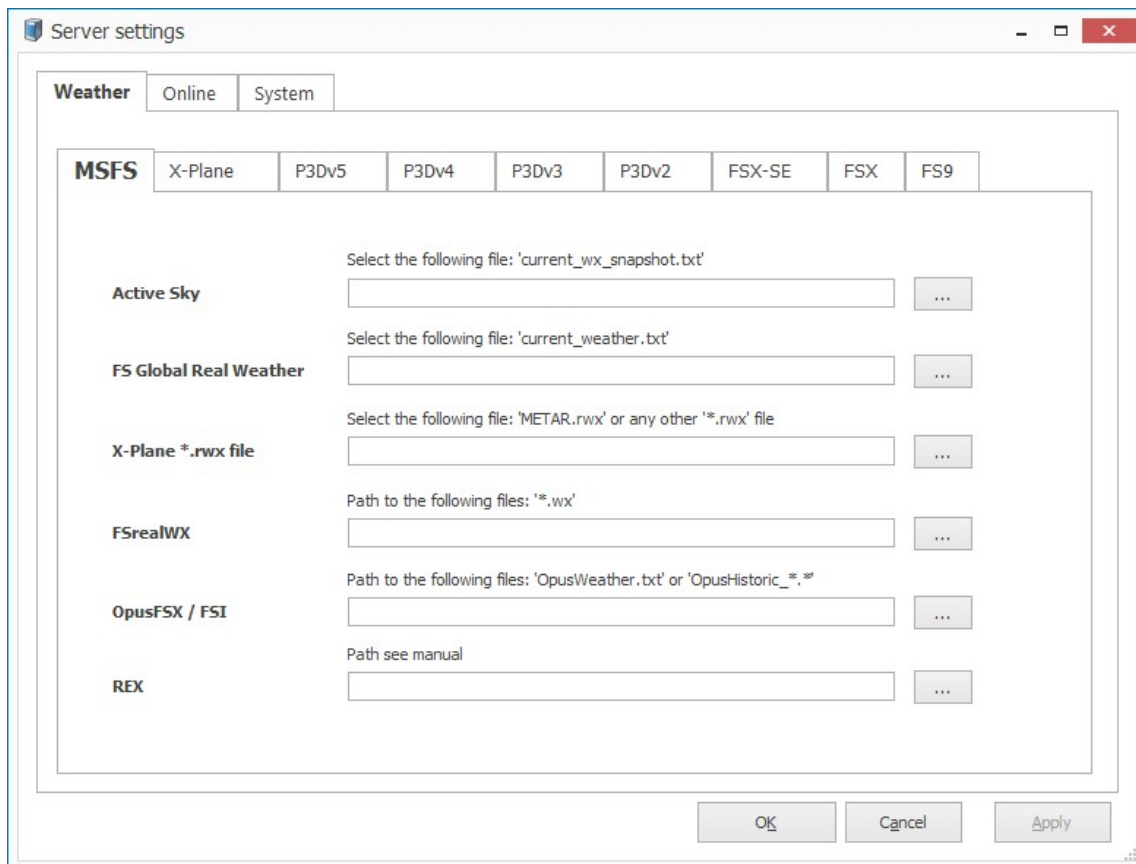 Server settings
Weather Online System
MSFS X-Plane P3Dv5 P3Dv4 P3Dv3 P3Dv2 FSX-SE FSX FS9
Select the following file: 'current_wx_snapshot.txt'
Active Sky ...
Select the following file: 'current_weather.txt'
FS Global Real Weather ...
Select the following file: 'METAR.rwx' or any other '*.rwx' file
X-Plane *.rwx file ...
Path to the following files: '*.wx'
FSrealWX ...
Path to the following files: 'OpusWeather.txt' or 'OpusHistoric_*.*'
OpusFSX / FSI ...
Path see manual
REX ...
OK Cancel Apply